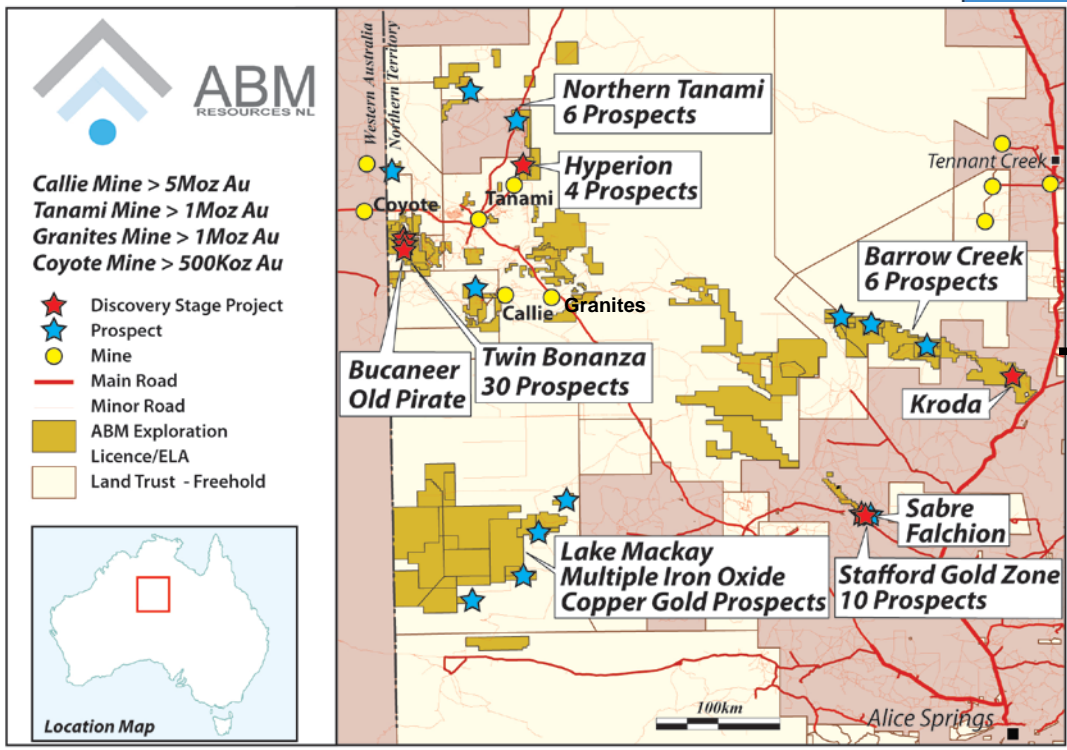 ABM
RESOURCES NL
Callie Mine > 5Moz Au
Tanami Mine > 1Moz Au
Granites Mine > 1Moz Au
Coyote Mine > 500Koz Au
Discovery Stage Project
Prospect
Mine
Main Road
Minor Road
ABM Exploration
Licence/ELA
Land Trust - Freehold
Location Map
Western Australia
Northern Territory
Northern Tanami
6 Prospects
Hyperion
4 Prospects
Tennant Creek
Tanami
Coyote
Barrow Creek
6 Prospects
Callie
Granites
Bucaneer
Old Pirate
Twin Bonanza
30 Prospects
Kroda
Sabre
Falchion
Lake Mackay
Multiple Iron Oxide
Copper Gold Prospects
Stafford Gold Zone
10 Prospects
100km
Alice Springs